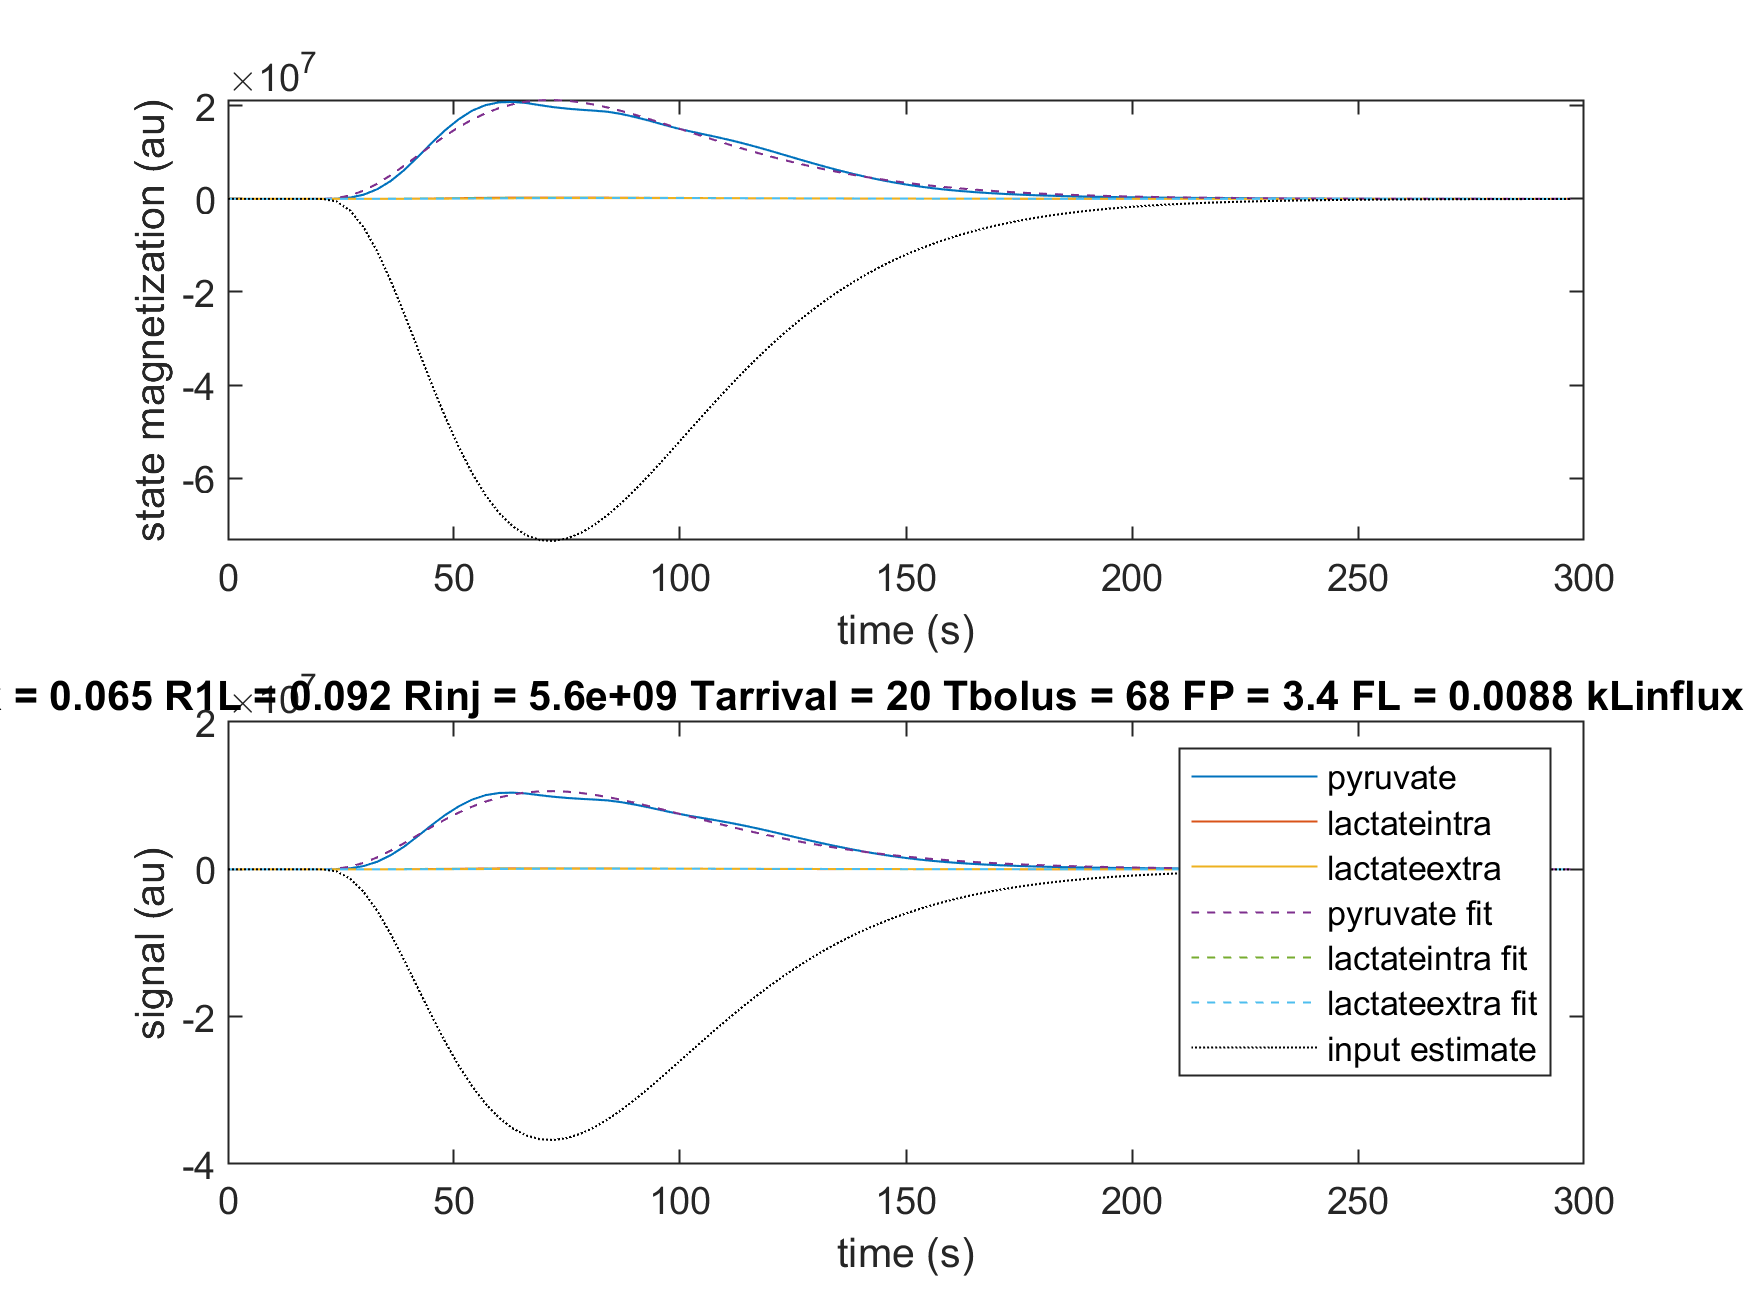 ×10⁷
2
0
-2
-4
-6
state magnetization (au)
0 50 100 150 200 250 300
time (s)
= 0.065 R1L = 0.092 Rinj = 5.6e+09 Tarrival = 20 Tbolus = 68 FP = 3.4 FL = 0.0088 kLinflux
×10⁷
2
0
-2
-4
signal (au)
pyruvate
lactateintra
lactateextra
pyruvate fit
lactateintra fit
lactateextra fit
input estimate
0 50 100 150 200 250 300
time (s)